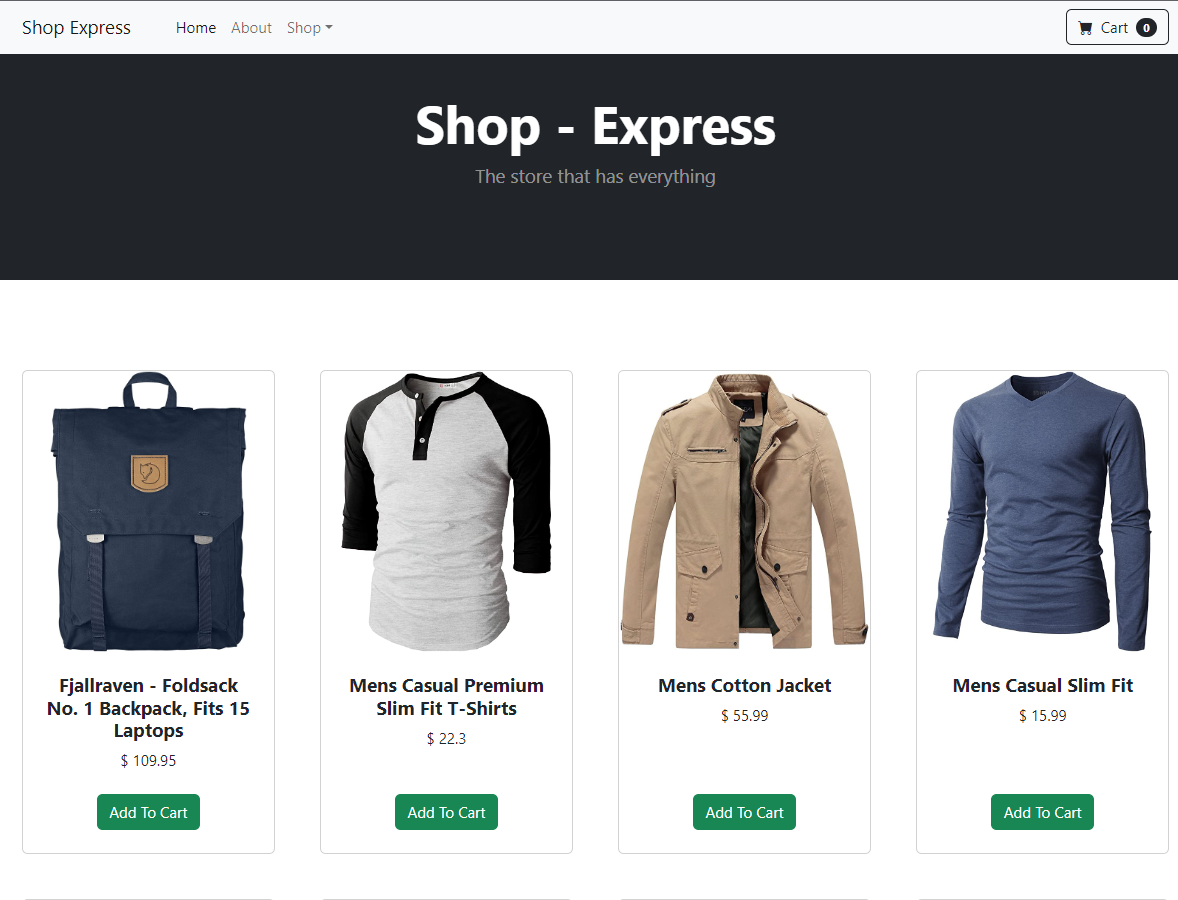 Shop Express
Home
About
Shop
Cart 0
Shop - Express
The store that has everything
Fjallraven - Foldsack
No. 1 Backpack, Fits 15
Laptops
$ 109.95
Add To Cart
Mens Casual Premium
Slim Fit T-Shirts
$ 22.3
Add To Cart
Mens Cotton Jacket
$ 55.99
Add To Cart
Mens Casual Slim Fit
$ 15.99
Add To Cart